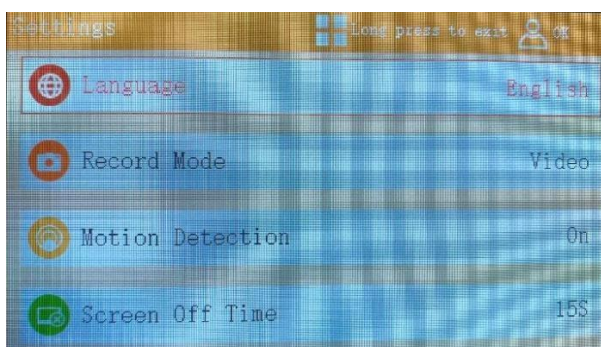 Settings Long press to exit OK
Language English
Record Mode Video
Motion Detection On
Screen Off Time 15S